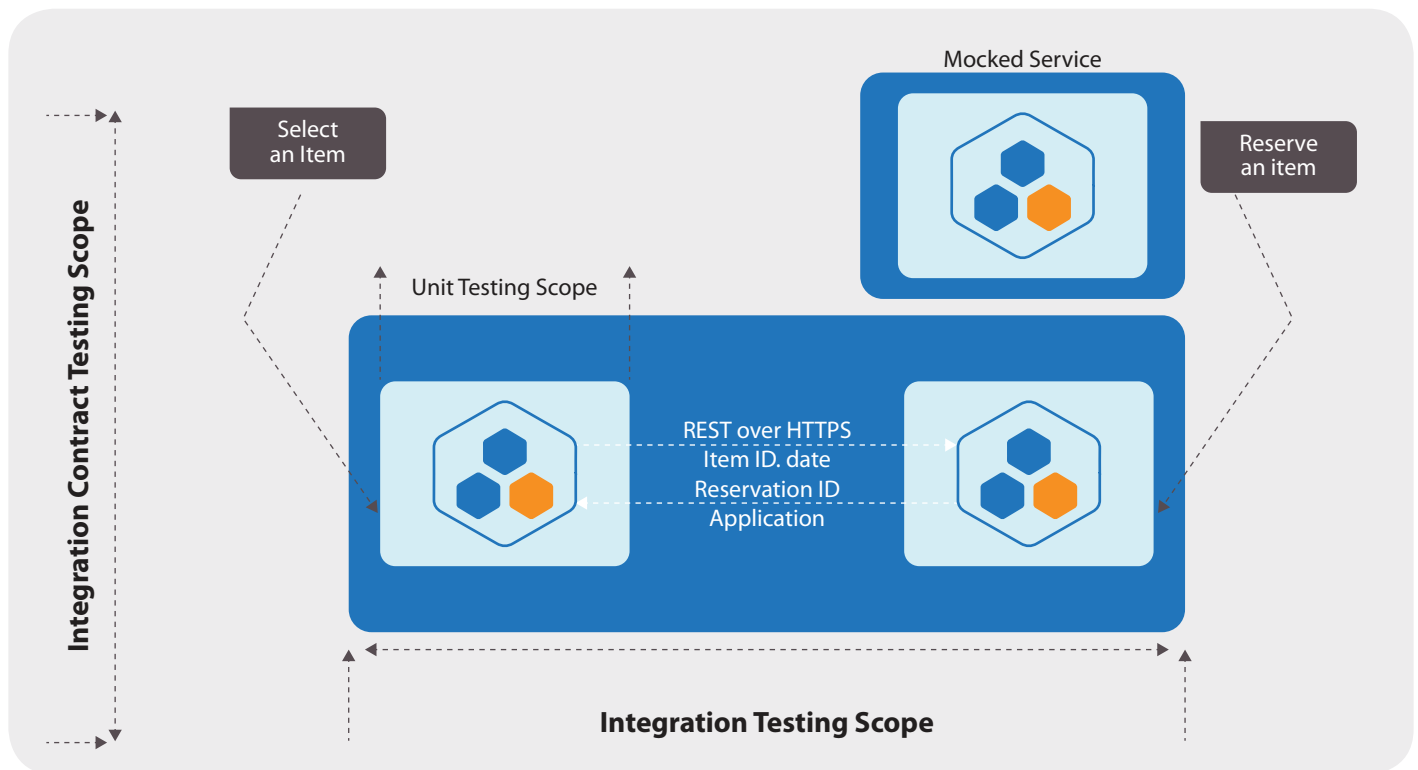 Mocked Service
Select
an Item
Reserve
an item
Integration Contract Testing Scope
Unit Testing Scope
REST over HTTPS
Item ID. date
Reservation ID
Application
Integration Testing Scope